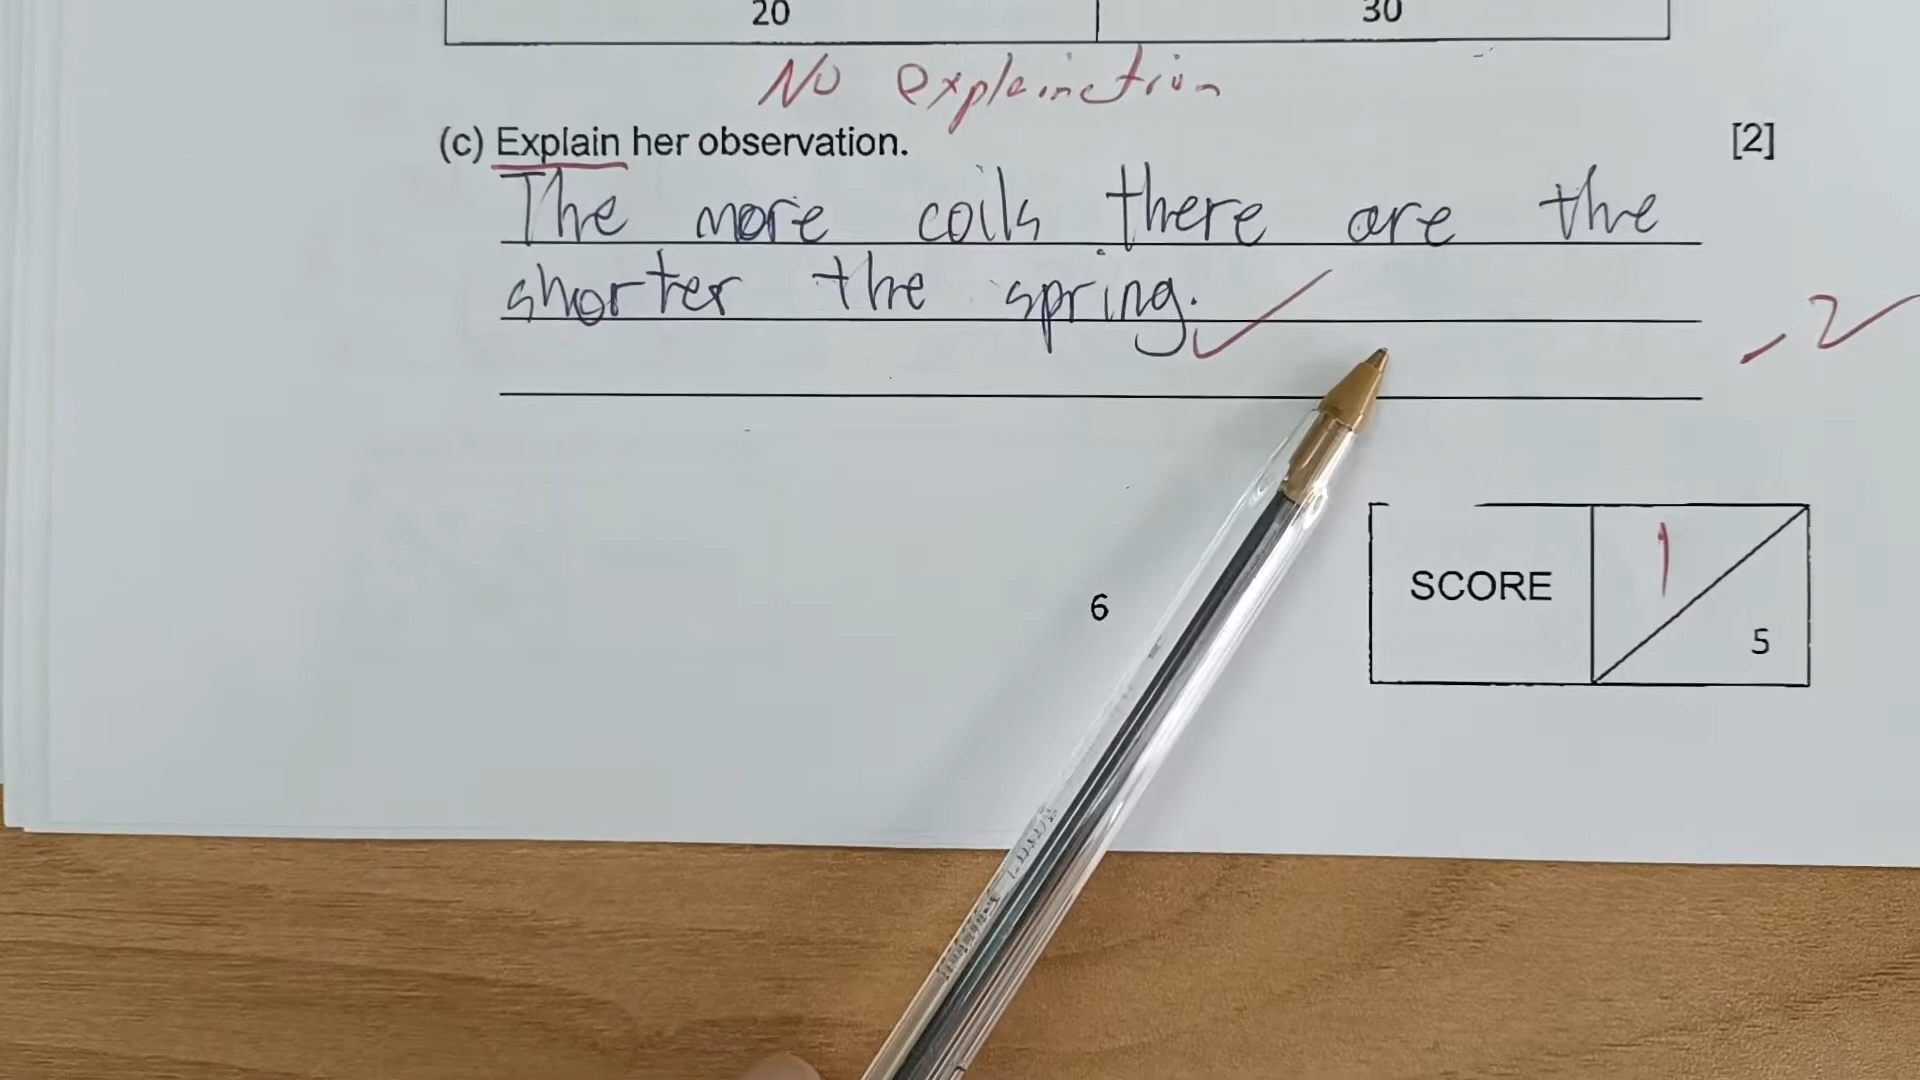 20 30
No explainction
(c) Explain her observation. [2]
The more coils there are the
shorter the spring.
-2
SCORE 1 5
6